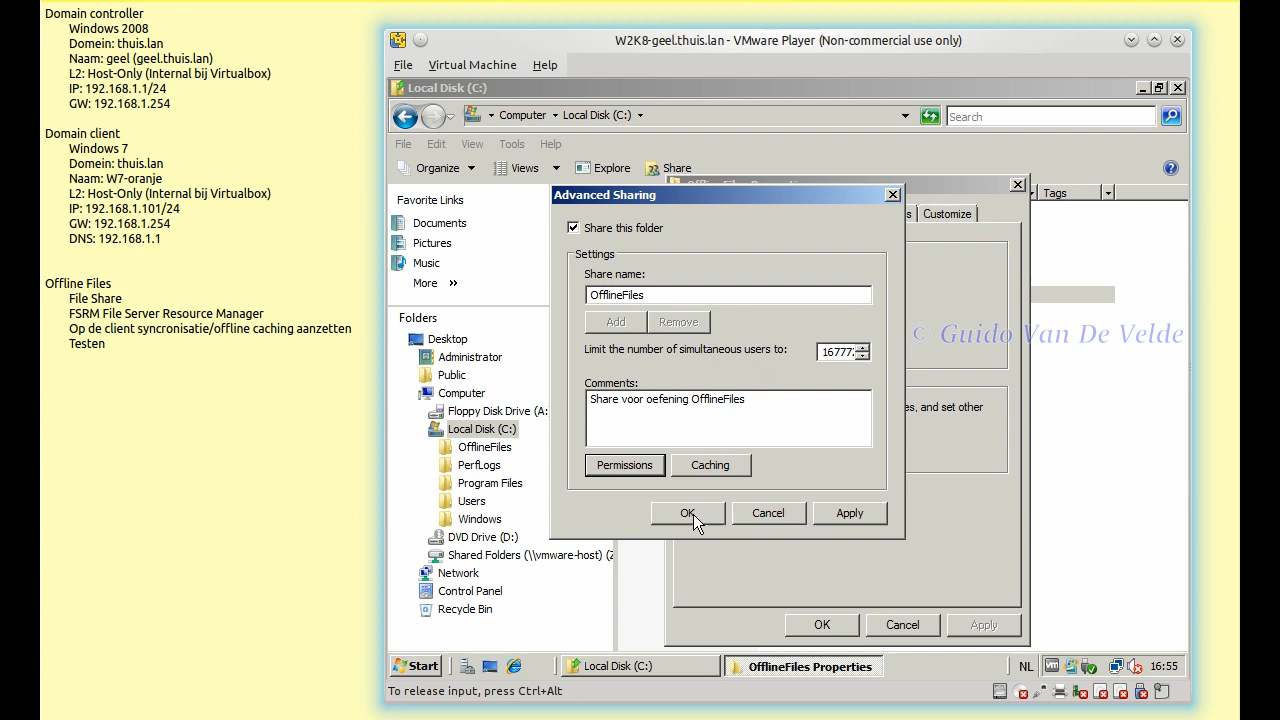 Domain controller
Windows 2008
Domein: thuis.lan
Naam: geel (geel.thuis.lan)
L2: Host-Only (Internal bij Virtualbox)
IP: 192.168.1.1/24
GW: 192.168.1.254
Domain client
Windows 7
Domein: thuis.lan
Naam: W7-oranje
L2: Host-Only (Internal bij Virtualbox)
IP: 192.168.1.101/24
GW: 192.168.1.254
DNS: 192.168.1.1
Offline Files
File Share
FSRM File Server Resource Manager
Op de client syncronisatie/offline caching aanzetten
Testen
W2K8-geel.thuis.lan - VMware Player (Non-commercial use only)
File Virtual Machine Help
Local Disk (C:)
Computer Local Disk (C:) Search
File Edit View Tools Help
Organize Views Explore Share
Favorite Links
Documents
Pictures
Music
More »
Folders
Desktop
Administrator
Public
Computer
Floppy Disk Drive (A:
Local Disk (C:)
OfflineFiles
PerfLogs
Program Files
Users
Windows
DVD Drive (D:)
Shared Folders (\\vmware-host) (Z
Network
Control Panel
Recycle Bin
Tags
Customize
es, and set other
OK Cancel Apply
Advanced Sharing
Share this folder
Settings
Share name:
OfflineFiles
Add Remove
Limit the number of simultaneous users to: 16777
Comments:
Share voor oefening OfflineFiles
Permissions Caching
OK Cancel Apply
© Guido Van De Velde
Start Local Disk (C:) OfflineFiles Properties NL 16:55
To release input, press Ctrl+Alt